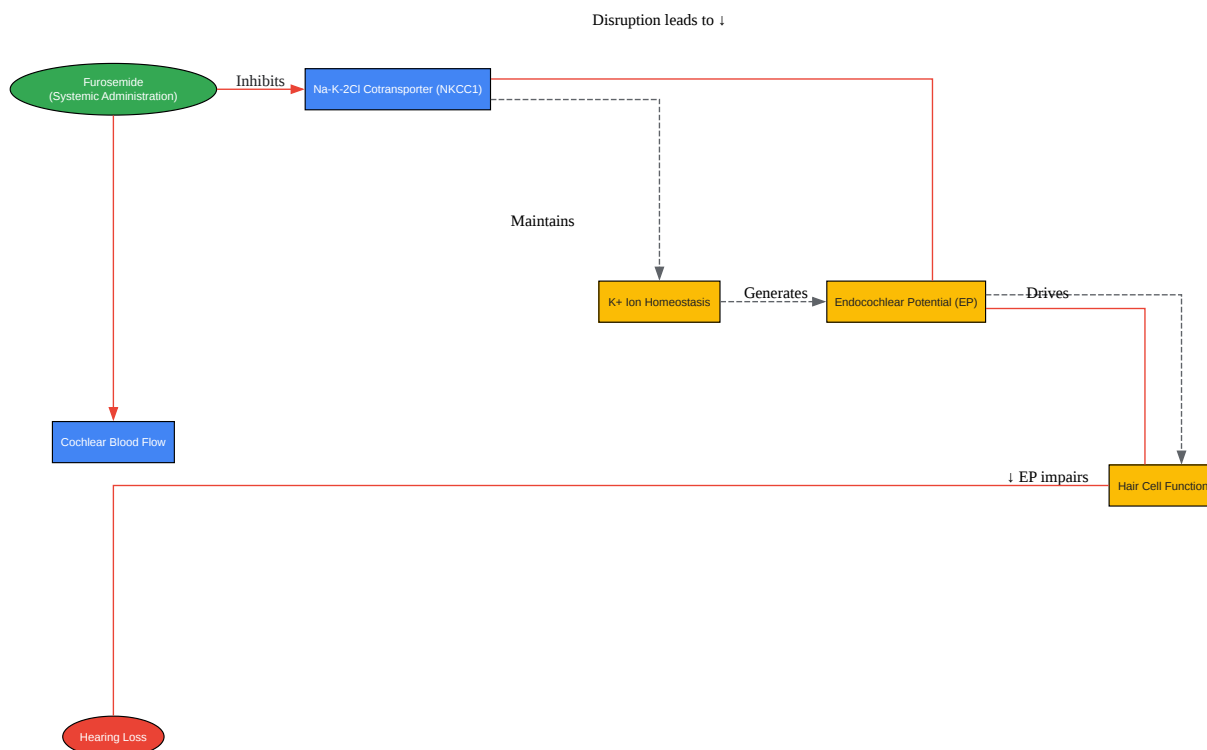 Disruption leads to ↓
Furosemide
(Systemic Administration)
Inhibits
Na-K-2Cl Cotransporter (NKCC1)
Maintains
K+ Ion Homeostasis
Generates
Endocochlear Potential (EP)
Drives
Cochlear Blood Flow
↓ EP impairs
Hair Cell Function
Hearing Loss